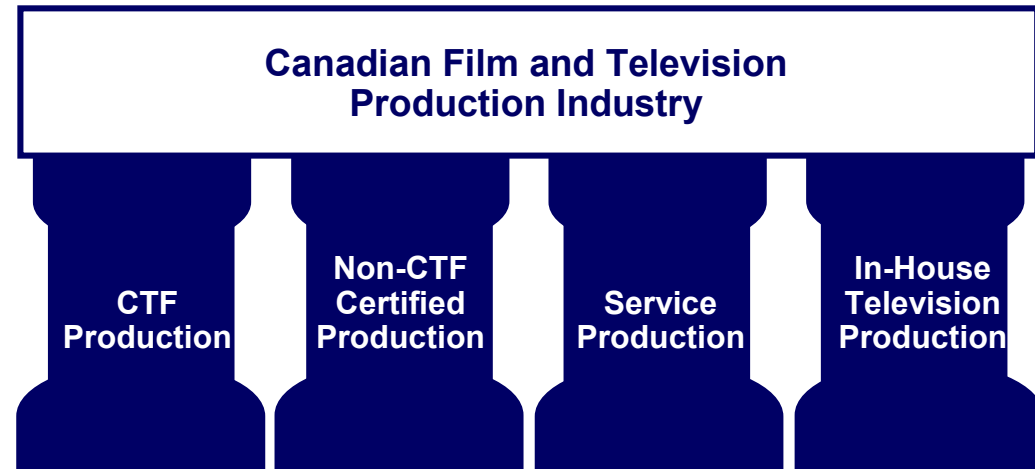 Canadian Film and Television
Production Industry
CTF
Production
Non-CTF
Certified
Production
Service
Production
In-House
Television
Production